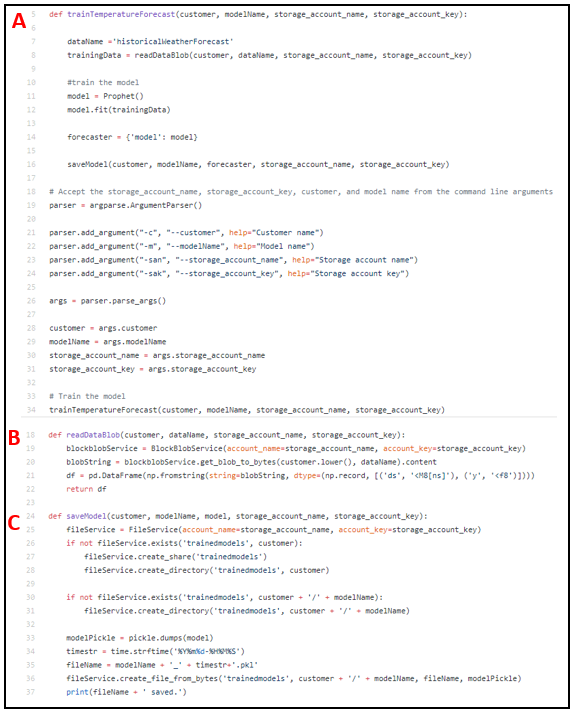 A
5 def trainTemperatureForecast(customer, modelName, storage_account_name, storage_account_key):
6
7 dataName ='historicalWeatherForecast'
8 trainingData = readDataBlob(customer, dataName, storage_account_name, storage_account_key)
9
10 #train the model
11 model = Prophet()
12 model.fit(trainingData)
13
14 forecaster = {'model': model}
15
16 saveModel(customer, modelName, forecaster, storage_account_name, storage_account_key)
17
18 # Accept the storage_account_name, storage_account_key, customer, and model name from the command line arguments
19 parser = argparse.ArgumentParser()
20
21 parser.add_argument("-c", "--customer", help="Customer name")
22 parser.add_argument("-m", "--modelName", help="Model name")
23 parser.add_argument("-san", "--storage_account_name", help="Storage account name")
24 parser.add_argument("-sak", "--storage_account_key", help="Storage account key")
25
26 args = parser.parse_args()
27
28 customer = args.customer
29 modelName = args.modelName
30 storage_account_name = args.storage_account_name
31 storage_account_key = args.storage_account_key
32
33 # Train the model
34 trainTemperatureForecast(customer, modelName, storage_account_name, storage_account_key)
B
18 def readDataBlob(customer, dataName, storage_account_name, storage_account_key):
19 blockblobService = BlockBlobService(account_name=storage_account_name, account_key=storage_account_key)
20 blobString = blockblobService.get_blob_to_bytes(customer.lower(), dataName).content
21 df = pd.DataFrame(np.fromstring(string=blobString, dtype=(np.record, [('ds', '<M8[ns]'), ('y', '<f8')])))
22 return df
23
C
24 def saveModel(customer, modelName, model, storage_account_name, storage_account_key):
25 fileService = FileService(account_name=storage_account_name, account_key=storage_account_key)
26 if not fileService.exists('trainedmodels', customer):
27 fileService.create_share('trainedmodels')
28 fileService.create_directory('trainedmodels', customer)
29
30 if not fileService.exists('trainedmodels', customer + '/' + modelName):
31 fileService.create_directory('trainedmodels', customer + '/' + modelName)
32
33 modelPickle = pickle.dumps(model)
34 timestr = time.strftime('%Y%m%d-%H%M%S')
35 fileName = modelName + '_' + timestr+'.pkl'
36 fileService.create_file_from_bytes('trainedmodels', customer + '/' + modelName, fileName, modelPickle)
37 print(fileName + ' saved.')